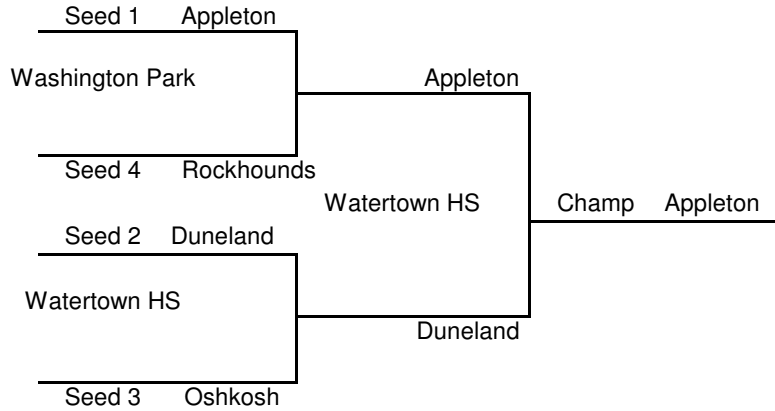 Seed 1 Appleton
Washington Park
Appleton
Seed 4 Rockhounds
Watertown HS
Champ Appleton
Seed 2 Duneland
Watertown HS
Duneland
Seed 3 Oshkosh